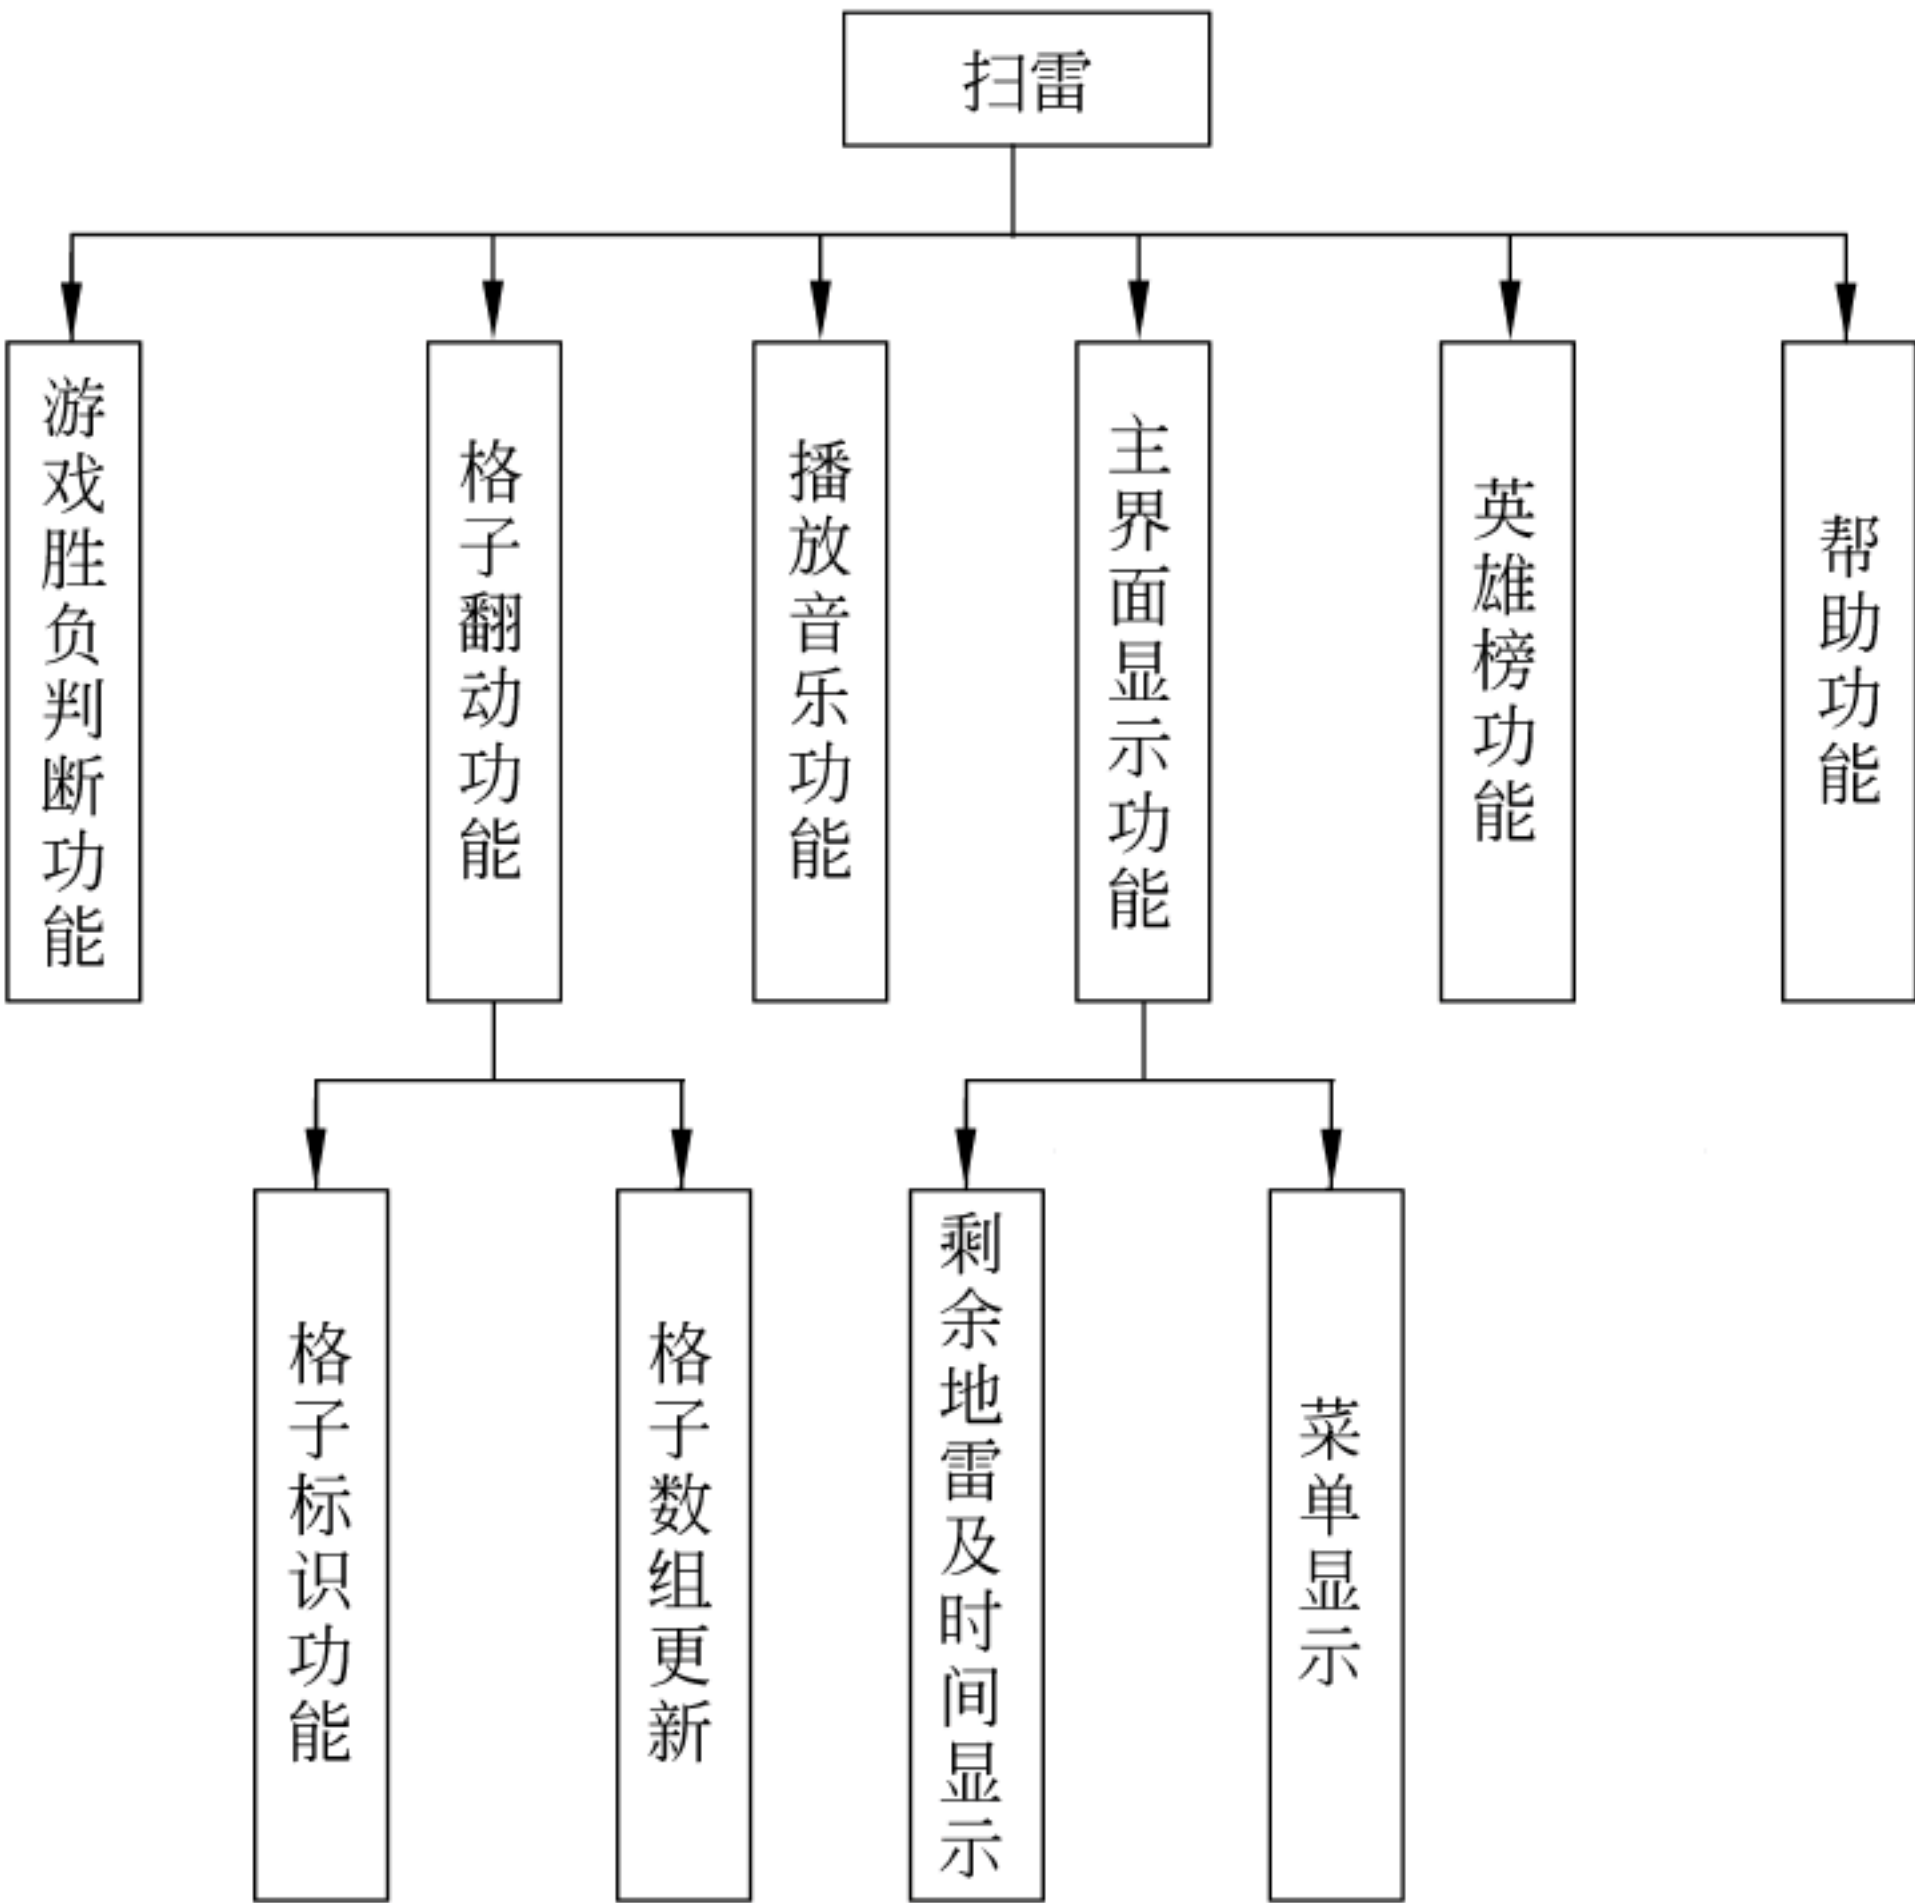 扫雷
游戏胜负判断功能
格子翻动功能
播放音乐功能
主界面显示功能
英雄榜功能
帮助功能
格子标识功能
格子数组更新
剩余地雷及时间显示
菜单显示